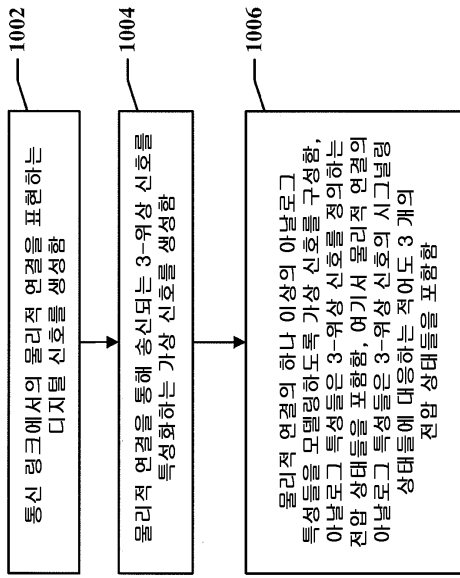 1002
통신 링크에서의 물리적 연결을 표현하는
디지털 신호를 생성함
1004
물리적 연결을 통해 송신되는 3-위상 신호를
특성화하는 가상 신호를 생성함
1006
물리적 연결의 하나 이상의 아날로그
특성들을 모델링하도록 가상 신호를 구성함,
아날로그 특성들은 3-위상 신호를 정의하는
전압 상태들을 포함함, 여기서 물리적 연결의
아날로그 특성들은 3-위상 신호의 시그널링
상태들에 대응하는 적어도 3 개의
전압 상태들을 포함함